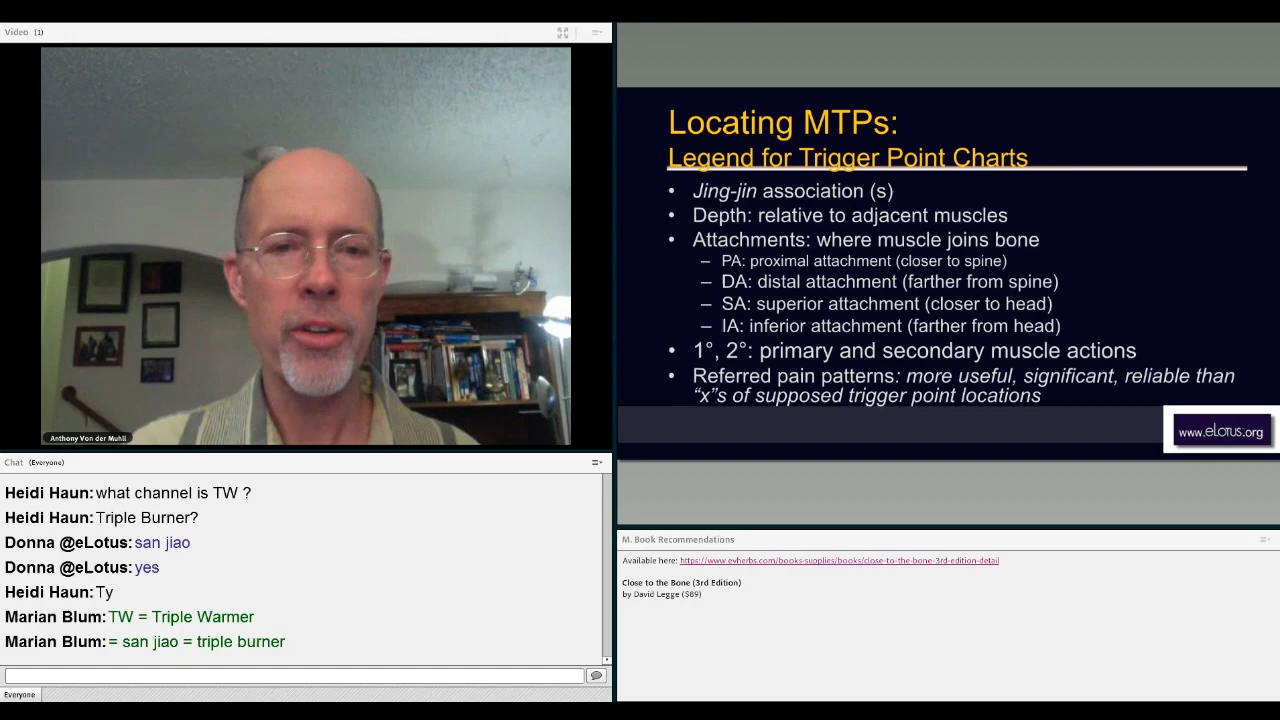 Video (1)
Anthony Von der Muhll
Chat (Everyone)
Heidi Haun: what channel is TW ?
Heidi Haun: Triple Burner?
Donna @eLotus: san jiao
Donna @eLotus: yes
Heidi Haun: Ty
Marian Blum: TW = Triple Warmer
Marian Blum: = san jiao = triple burner
Everyone
Locating MTPs:
Legend for Trigger Point Charts
• Jing-jin association (s)
• Depth: relative to adjacent muscles
• Attachments: where muscle joins bone
– PA: proximal attachment (closer to spine)
– DA: distal attachment (farther from spine)
– SA: superior attachment (closer to head)
– IA: inferior attachment (farther from head)
• 1°, 2°: primary and secondary muscle actions
• Referred pain patterns: more useful, significant, reliable than
“x”s of supposed trigger point locations
www.eLotus.org
M. Book Recommendations
Available here: https://www.evherbs.com/books-supplies/books/close-to-the-bone-3rd-edition-detail
Close to the Bone (3rd Edition)
by David Legge ($89)